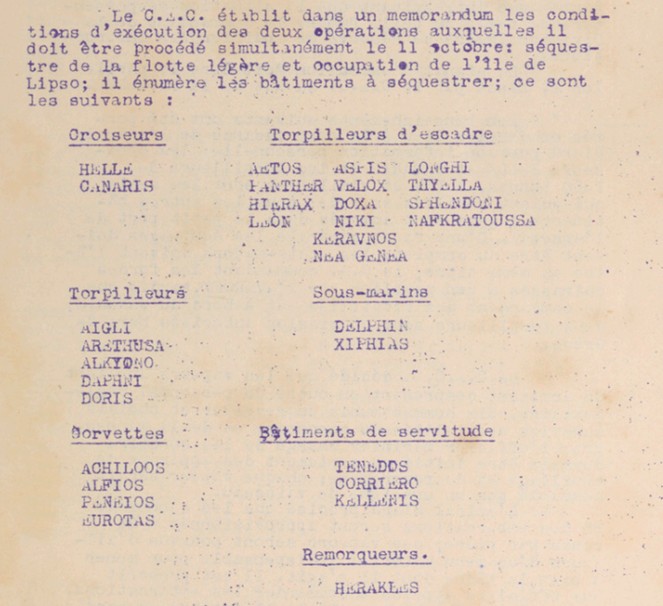 Le C.A.C. établit dans un memorandum les condi-
tions d'exécution des deux opérations auxquelles il
doit être procédé simultanément le 11 octobre: séques-
tre de la flotte légère et occupation de l'île de
Lipso; il énumère les bâtiments à séquestrer; ce sont
les suivants :
Croiseurs
HELLE
CANARIS
Torpilleurs d'escadre
AETOS ASPIS LONGHI
PANTHER VELOX THYELLA
HIERAX DOXA SPHENDONI
LEÒN NIKI NAFKRATOUSSA
KERAVNOS
NEA GENEA
Torpilleurs
AIGLI
ARETHUSA
ALKYONO
DAPHNI
DORIS
Sous-marins
DELPHIN
XIPHIAS
Corvettes
ACHILOOS
ALFIOS
PENEIOS
EUROTAS
Bâtiments de servitude
TENEDOS
CORRIERO
KELLENIS
Remorqueurs.
HERAKLES